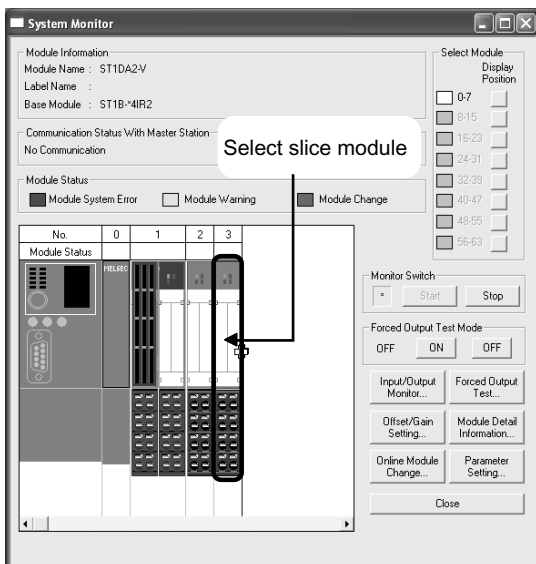 System Monitor
Module Information
Module Name : ST1DA2-V
Label Name :
Base Module : ST1B-*4IR2
Select Module
Display
Position
0-7
8-15
16-23
24-31
32-39
40-47
48-55
56-63
Communication Status With Master Station
No Communication
Select slice module
Module Status
Module System Error
Module Warning
Module Change
No. 0 1 2 3
Module Status
MELSEC
Monitor Switch
* Start Stop
Forced Output Test Mode
OFF ON OFF
Input/Output
Monitor...
Forced Output
Test...
Offset/Gain
Setting...
Module Detail
Information...
Online Module
Change...
Parameter
Setting...
Close